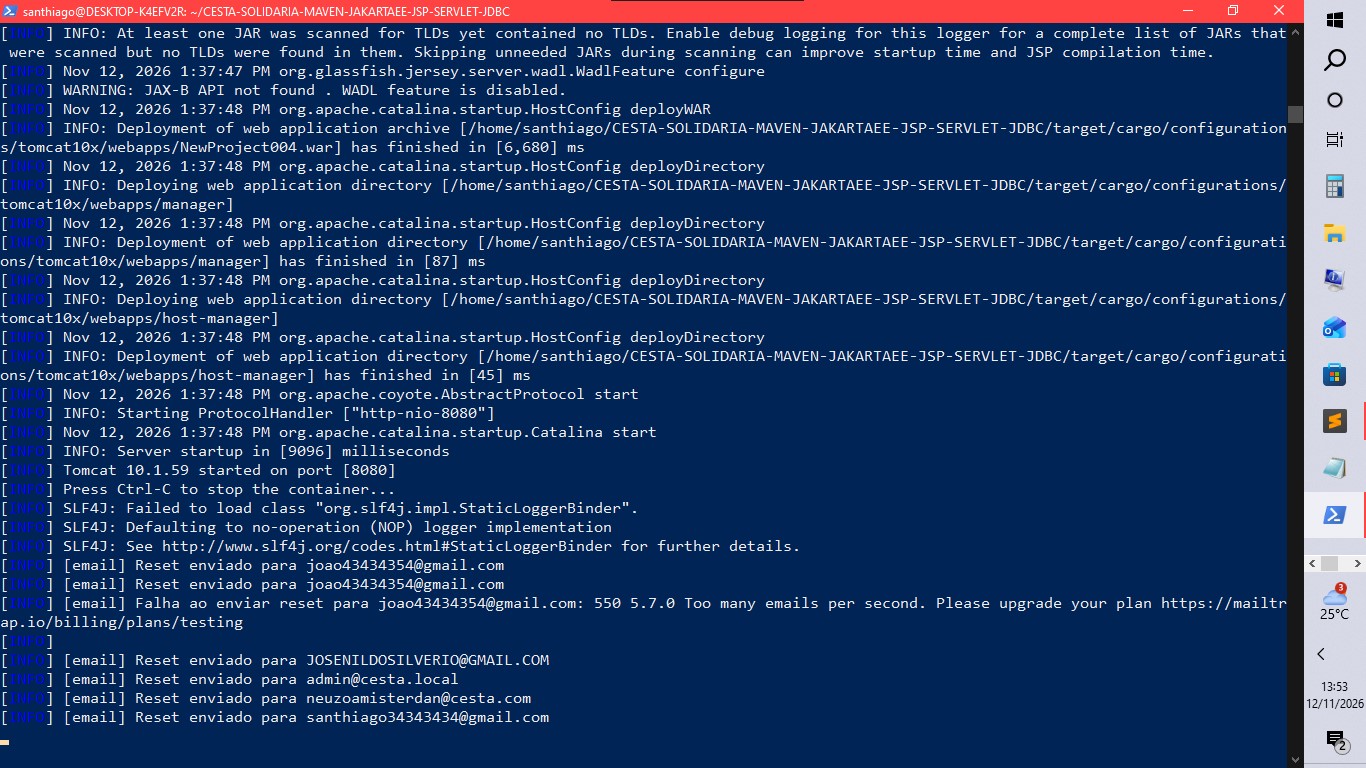 santhiago@DESKTOP-K4EFV2R: ~/CESTA-SOLIDARIA-MAVEN-JAKARTAEE-JSP-SERVLET-JDBC
[INFO] INFO: At least one JAR was scanned for TLDs yet contained no TLDs. Enable debug logging for this logger for a complete list of JARs that
 were scanned but no TLDs were found in them. Skipping unneeded JARs during scanning can improve startup time and JSP compilation time.
[INFO] Nov 12, 2026 1:37:47 PM org.glassfish.jersey.server.wadl.WadlFeature configure
[INFO] WARNING: JAX-B API not found . WADL feature is disabled.
[INFO] Nov 12, 2026 1:37:48 PM org.apache.catalina.startup.HostConfig deployWAR
[INFO] INFO: Deployment of web application archive [/home/santhiago/CESTA-SOLIDARIA-MAVEN-JAKARTAEE-JSP-SERVLET-JDBC/target/cargo/configuration
s/tomcat10x/webapps/NewProject004.war] has finished in [6,680] ms
[INFO] Nov 12, 2026 1:37:48 PM org.apache.catalina.startup.HostConfig deployDirectory
[INFO] INFO: Deploying web application directory [/home/santhiago/CESTA-SOLIDARIA-MAVEN-JAKARTAEE-JSP-SERVLET-JDBC/target/cargo/configurations/
tomcat10x/webapps/manager]
[INFO] Nov 12, 2026 1:37:48 PM org.apache.catalina.startup.HostConfig deployDirectory
[INFO] INFO: Deployment of web application directory [/home/santhiago/CESTA-SOLIDARIA-MAVEN-JAKARTAEE-JSP-SERVLET-JDBC/target/cargo/configurati
ons/tomcat10x/webapps/manager] has finished in [87] ms
[INFO] Nov 12, 2026 1:37:48 PM org.apache.catalina.startup.HostConfig deployDirectory
[INFO] INFO: Deploying web application directory [/home/santhiago/CESTA-SOLIDARIA-MAVEN-JAKARTAEE-JSP-SERVLET-JDBC/target/cargo/configurations/
tomcat10x/webapps/host-manager]
[INFO] Nov 12, 2026 1:37:48 PM org.apache.catalina.startup.HostConfig deployDirectory
[INFO] INFO: Deployment of web application directory [/home/santhiago/CESTA-SOLIDARIA-MAVEN-JAKARTAEE-JSP-SERVLET-JDBC/target/cargo/configurati
ons/tomcat10x/webapps/host-manager] has finished in [45] ms
[INFO] Nov 12, 2026 1:37:48 PM org.apache.coyote.AbstractProtocol start
[INFO] INFO: Starting ProtocolHandler ["http-nio-8080"]
[INFO] Nov 12, 2026 1:37:48 PM org.apache.catalina.startup.Catalina start
[INFO] INFO: Server startup in [9096] milliseconds
[INFO] Tomcat 10.1.59 started on port [8080]
[INFO] Press Ctrl-C to stop the container...
[INFO] SLF4J: Failed to load class "org.slf4j.impl.StaticLoggerBinder".
[INFO] SLF4J: Defaulting to no-operation (NOP) logger implementation
[INFO] SLF4J: See http://www.slf4j.org/codes.html#StaticLoggerBinder for further details.
[INFO] [email] Reset enviado para joao43434354@gmail.com
[INFO] [email] Reset enviado para joao43434354@gmail.com
[INFO] [email] Falha ao enviar reset para joao43434354@gmail.com: 550 5.7.0 Too many emails per second. Please upgrade your plan https://mailtr
ap.io/billing/plans/testing
[INFO]
[INFO] [email] Reset enviado para JOSENILDOSILVERIO@GMAIL.COM
[INFO] [email] Reset enviado para admin@cesta.local
[INFO] [email] Reset enviado para neuzoamisterdan@cesta.com
[INFO] [email] Reset enviado para santhiago34343434@gmail.com
3
25°C
13:53
12/11/2026
2